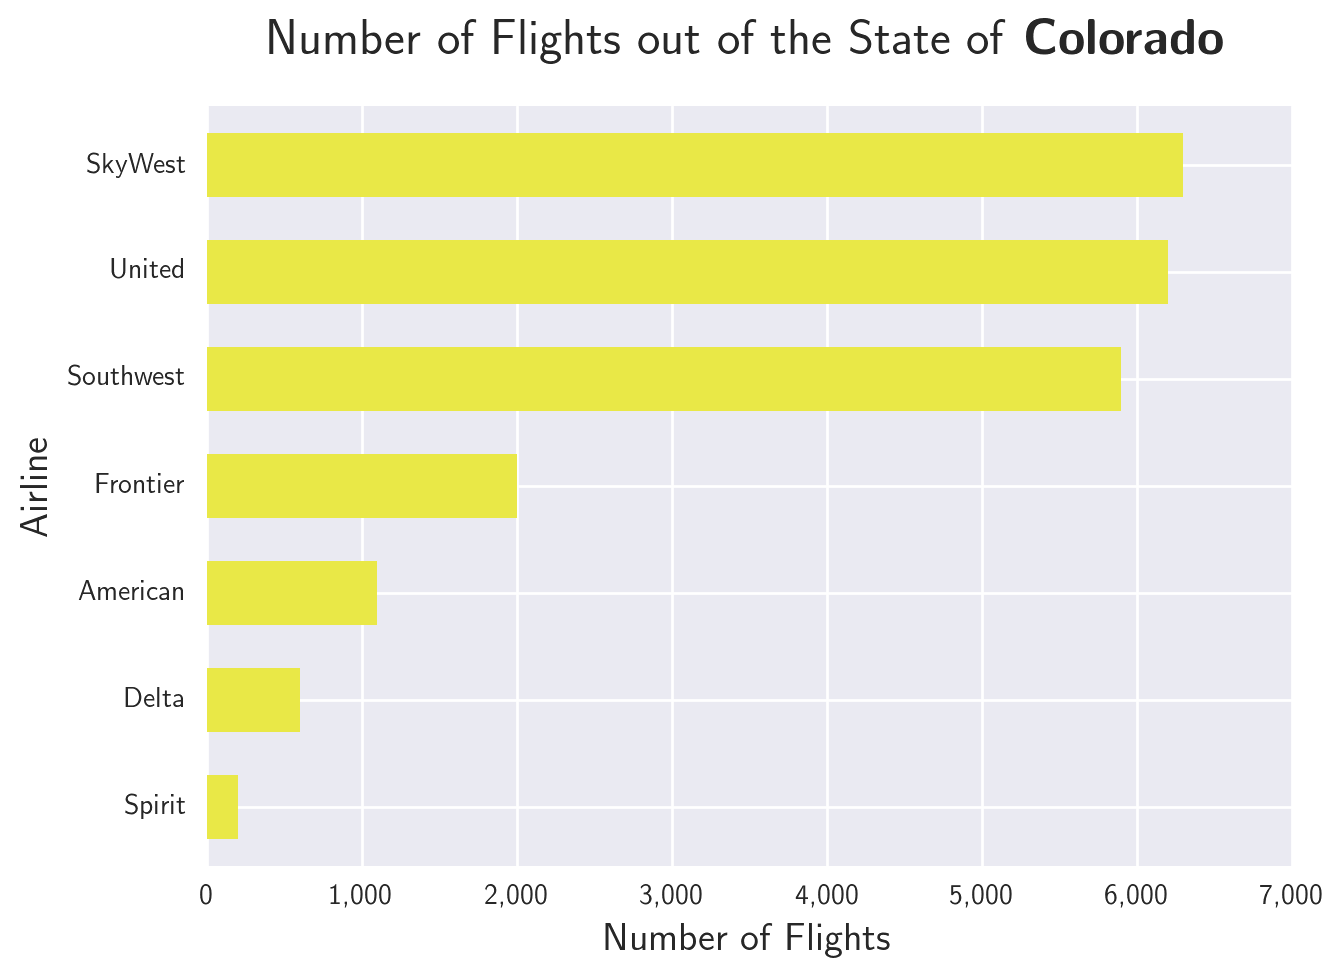 Number of Flights out of the State of Colorado
SkyWest
United
Southwest
Frontier
American
Delta
Spirit
Airline
0 1,000 2,000 3,000 4,000 5,000 6,000 7,000
Number of Flights